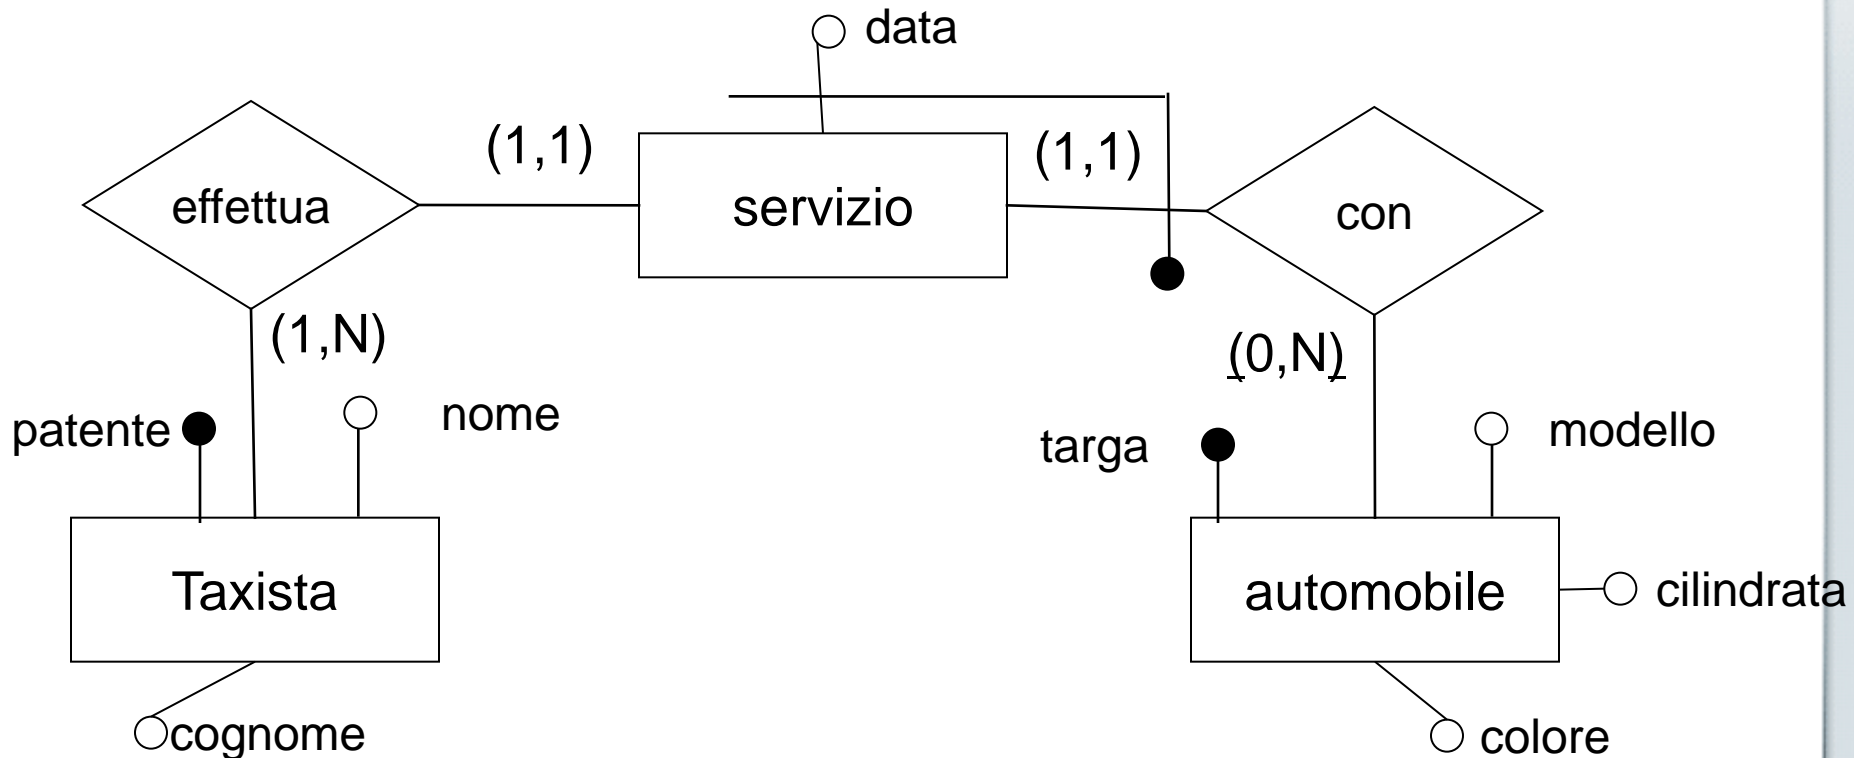 data
(1,1)
(1,1)
effettua
servizio
con
(1,N)
(0,N)
patente
nome
targa
modello
Taxista
automobile
cilindrata
cognome
colore